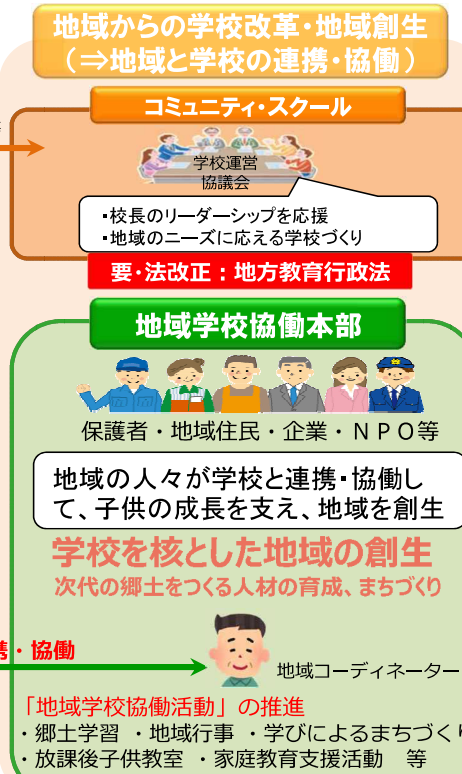 地域からの学校改革・地域創生
（⇒地域と学校の連携・協働）
コミュニティ・スクール
学校運営
協議会
・校長のリーダーシップを応援
・地域のニーズに応える学校づくり
要・法改正：地方教育行政法
地域学校協働本部
保護者・地域住民・企業・ＮＰＯ等
地域の人々が学校と連携・協働し
て、子供の成長を支え、地域を創生
学校を核とした地域の創生
次代の郷土をつくる人材の育成、まちづくり
携・協働
地域コーディネーター
「地域学校協働活動」の推進
・郷土学習 ・地域行事 ・学びによるまちづくり
・放課後子供教室 ・家庭教育支援活動　等